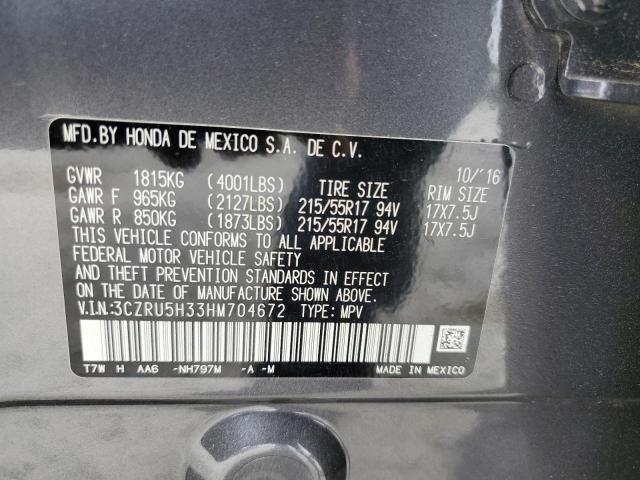 MFD.BY HONDA DE MEXICO S.A. DE C.V.
10/'16
GVWR 1815KG (4001LBS) TIRE SIZE RIM SIZE
GAWR F 965KG (2127LBS) 215/55R17 94V 17X7.5J
GAWR R 850KG (1873LBS) 215/55R17 94V 17X7.5J
THIS VEHICLE CONFORMS TO ALL APPLICABLE
FEDERAL MOTOR VEHICLE SAFETY
AND THEFT PREVENTION STANDARDS IN EFFECT
ON THE DATE OF MANUFACTURE SHOWN ABOVE.
V.I.N.:3CZRU5H33HM704672 TYPE: MPV
T7W H AA6 -NH797M -A -M MADE IN MEXICO